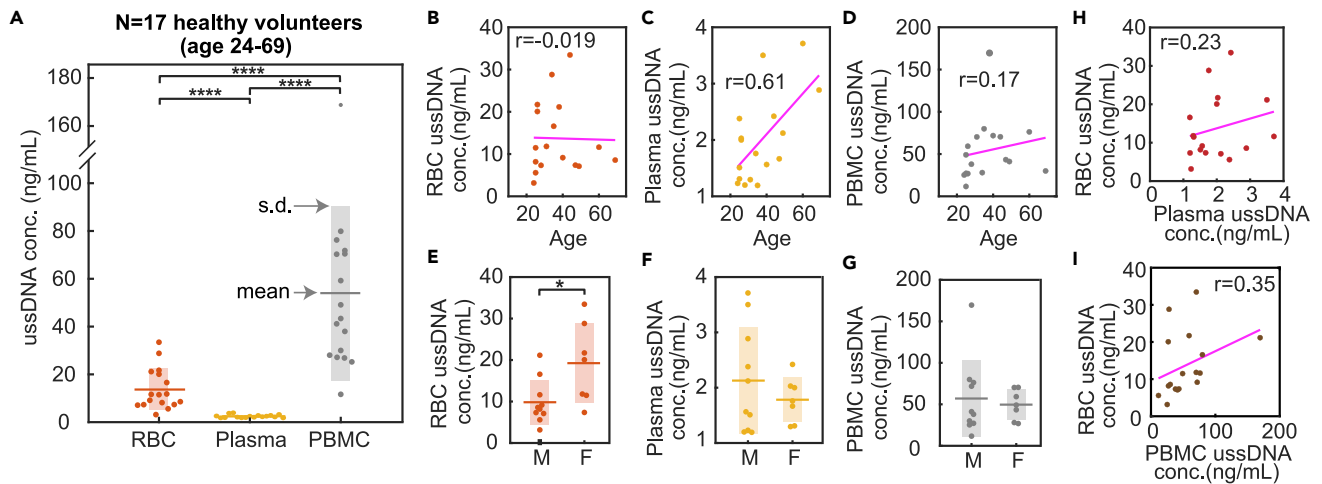 A
N=17 healthy volunteers
(age 24-69)
ussDNA conc. (ng/mL)
180
160
100
80
60
40
20
0
****
****
****
s.d.
mean
RBC
Plasma
PBMC
B
RBC ussDNA
conc.(ng/mL)
40
30
20
10
0
r=-0.019
20
40
60
Age
C
Plasma ussDNA
conc.(ng/mL)
4
3
2
1
r=0.61
20
40
60
Age
D
PBMC ussDNA
conc.(ng/mL)
200
150
100
50
0
r=0.17
20
40
60
Age
H
RBC ussDNA
conc.(ng/mL)
40
30
20
10
0
r=0.23
0
1
2
3
4
Plasma ussDNA
conc.(ng/mL)
E
RBC ussDNA
conc.(ng/mL)
40
30
20
10
0
*
M
F
F
Plasma ussDNA
conc.(ng/mL)
4
3
2
1
M
F
G
PBMC ussDNA
conc.(ng/mL)
200
150
100
50
0
M
F
I
RBC ussDNA
conc.(ng/mL)
40
30
20
10
0
r=0.35
0
100
200
PBMC ussDNA
conc.(ng/mL)